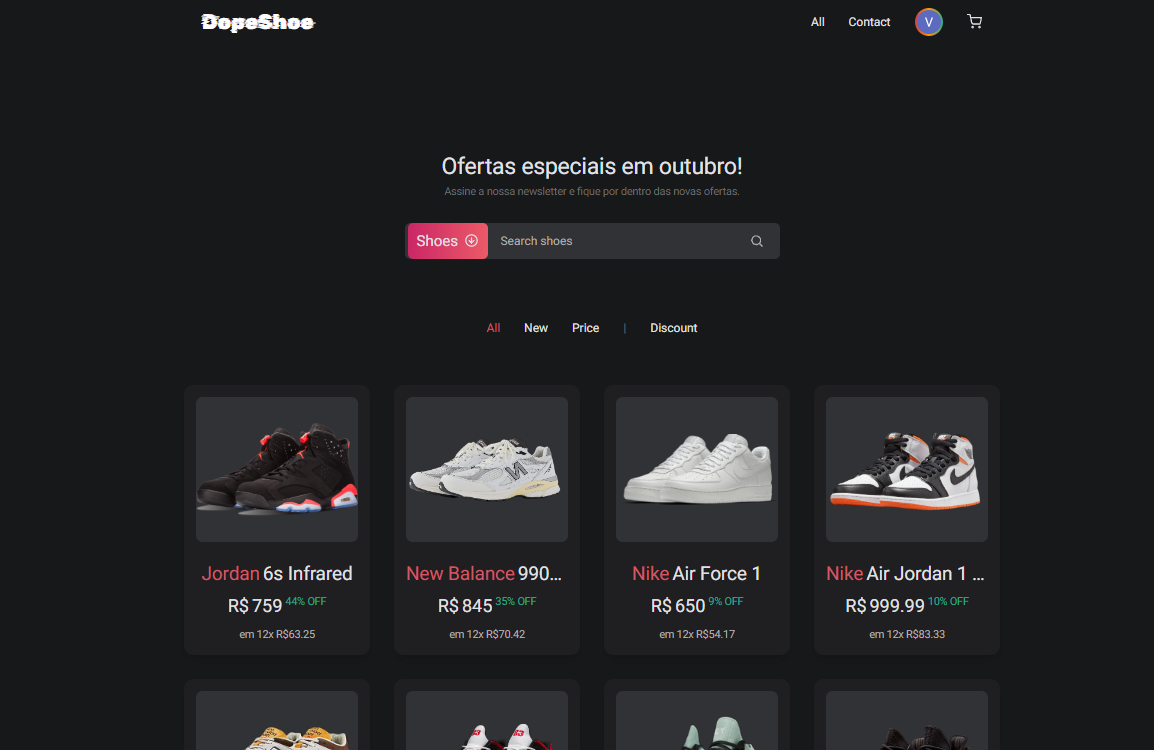 DopeShoe
All Contact V
Ofertas especiais em outubro!
Assine a nossa newsletter e fique por dentro das novas ofertas.
Shoes Search shoes
All New Price | Discount
Jordan 6s Infrared
R$ 759 44% OFF
em 12x R$63.25
New Balance 990...
R$ 845 35% OFF
em 12x R$70.42
Nike Air Force 1
R$ 650 9% OFF
em 12x R$54.17
Nike Air Jordan 1 ...
R$ 999.99 10% OFF
em 12x R$83.33